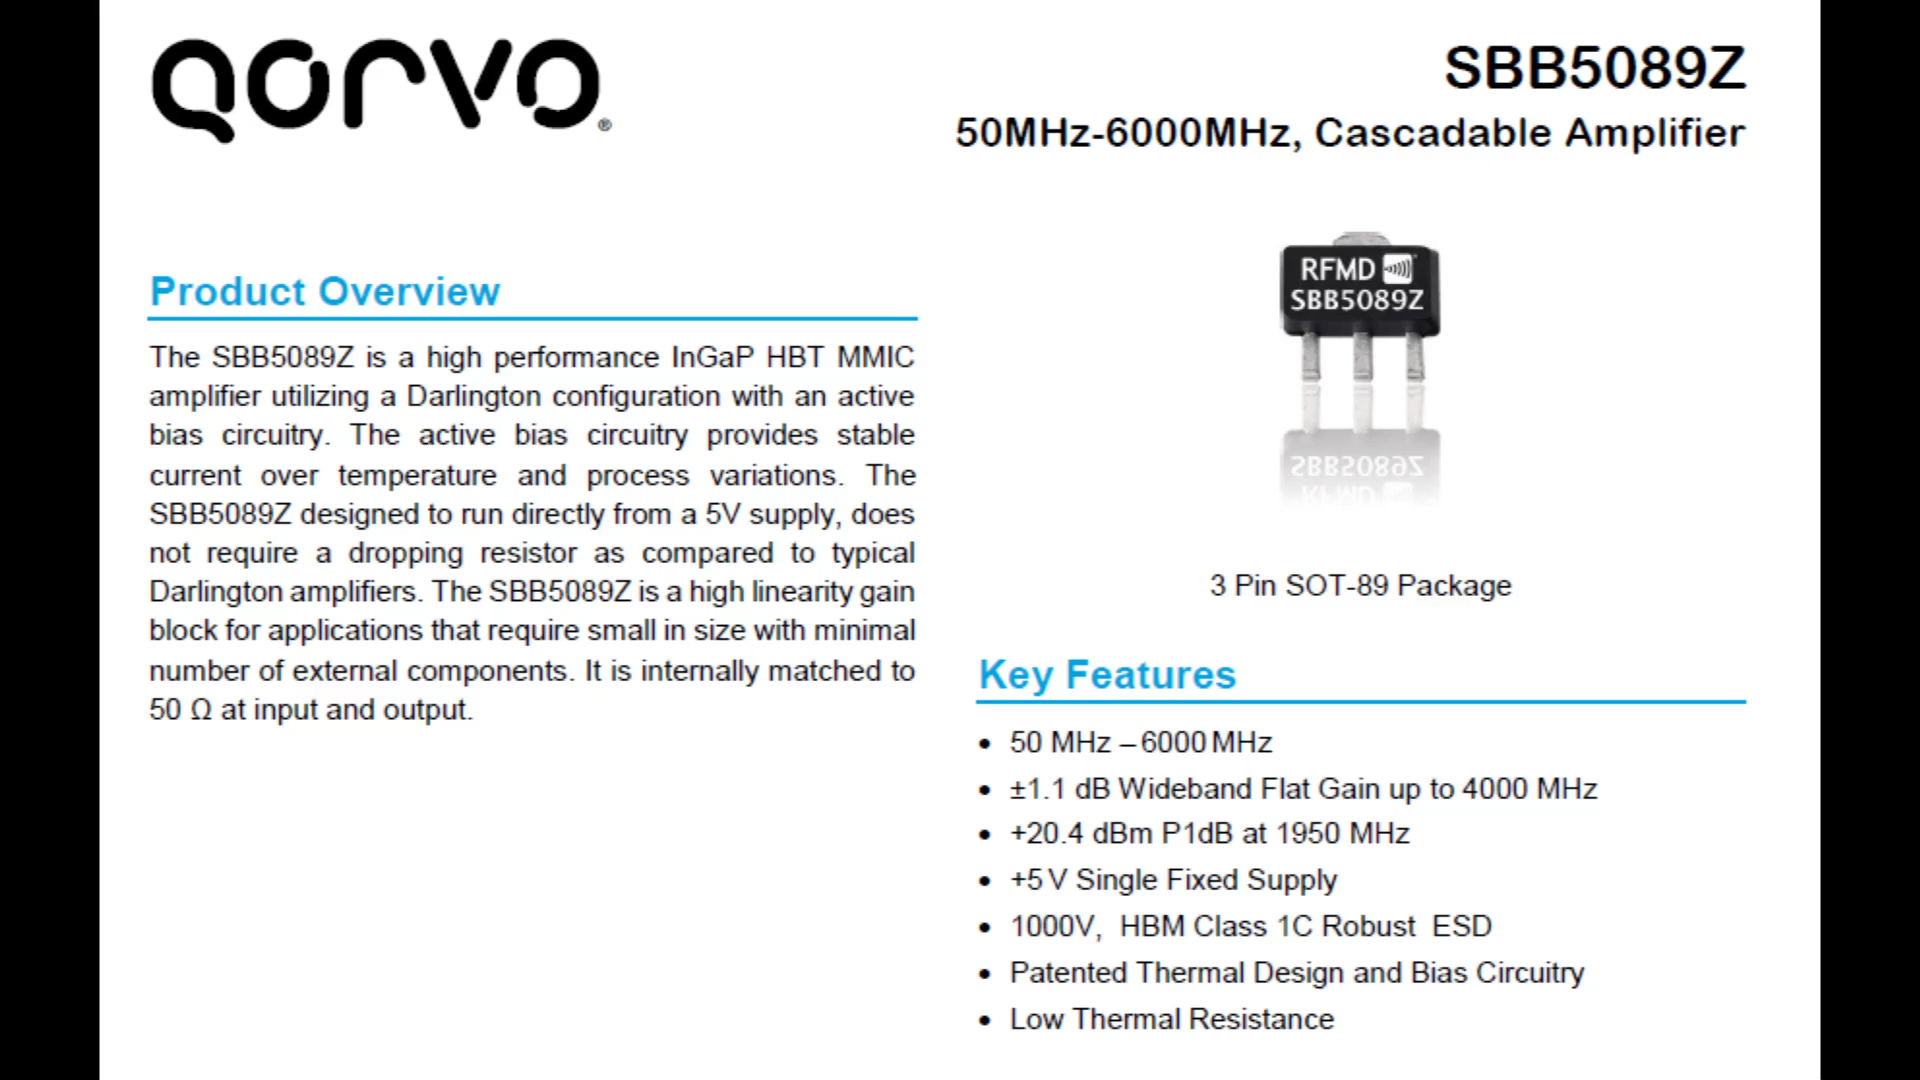 Qorvo®
SBB5089Z
50MHz-6000MHz, Cascadable Amplifier
Product Overview
The SBB5089Z is a high performance InGaP HBT MMIC
amplifier utilizing a Darlington configuration with an active
bias circuitry. The active bias circuitry provides stable
current over temperature and process variations. The
SBB5089Z designed to run directly from a 5V supply, does
not require a dropping resistor as compared to typical
Darlington amplifiers. The SBB5089Z is a high linearity gain
block for applications that require small in size with minimal
number of external components. It is internally matched to
50 Ω at input and output.
RFMD
SBB5089Z
3 Pin SOT-89 Package
Key Features
• 50 MHz – 6000 MHz
• ±1.1 dB Wideband Flat Gain up to 4000 MHz
• +20.4 dBm P1dB at 1950 MHz
• +5 V Single Fixed Supply
• 1000V, HBM Class 1C Robust ESD
• Patented Thermal Design and Bias Circuitry
• Low Thermal Resistance